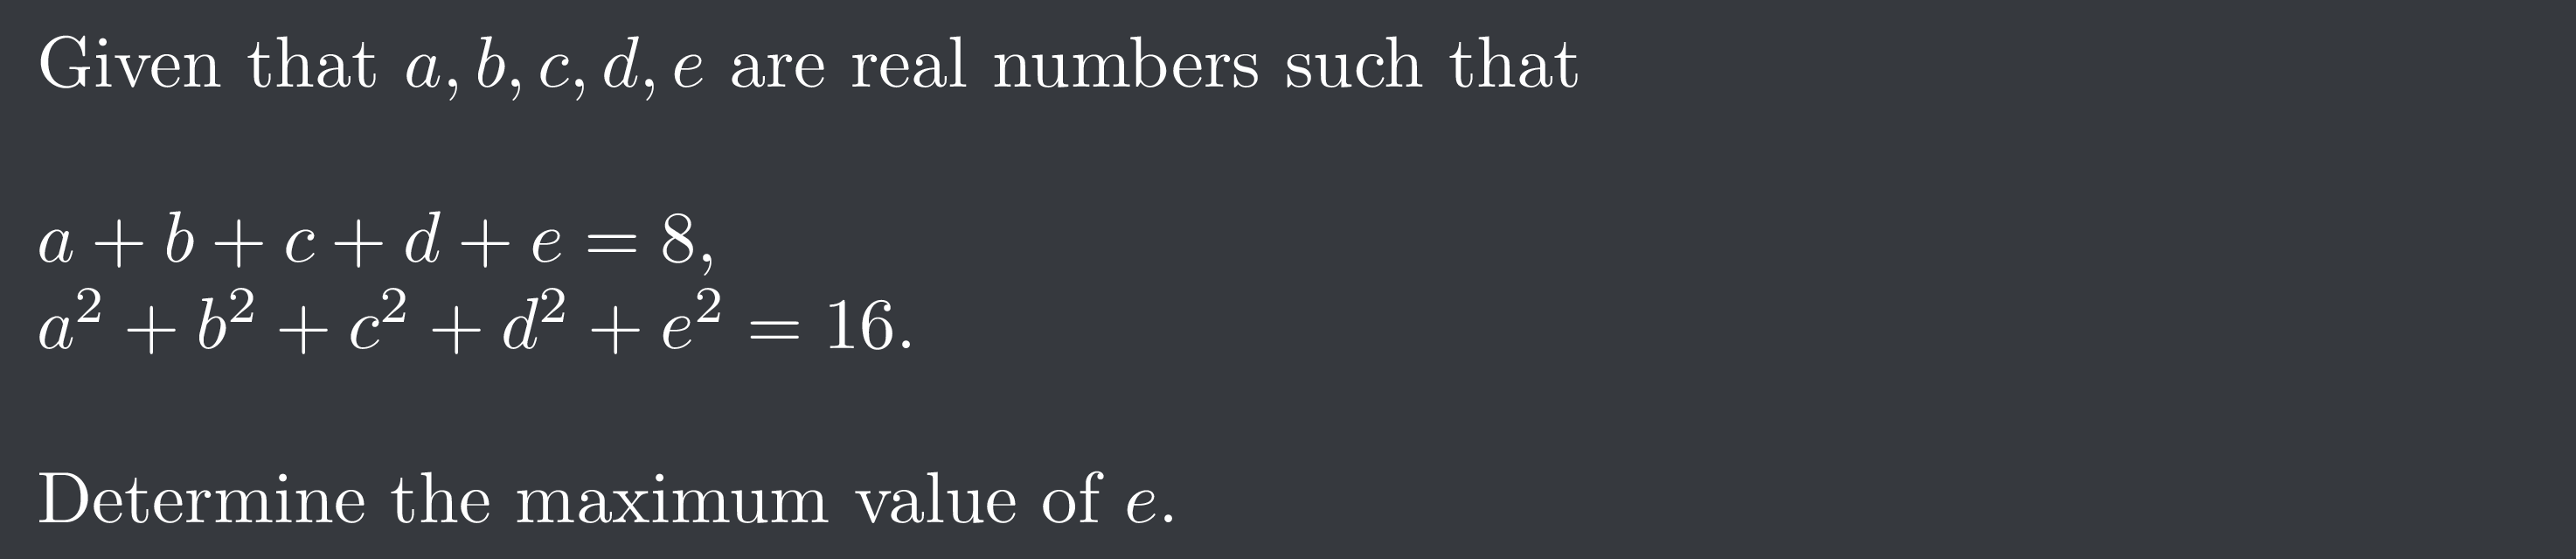 Given that a, b, c, d, e are real numbers such that
a + b + c + d + e = 8,
a² + b² + c² + d² + e² = 16.
Determine the maximum value of e.